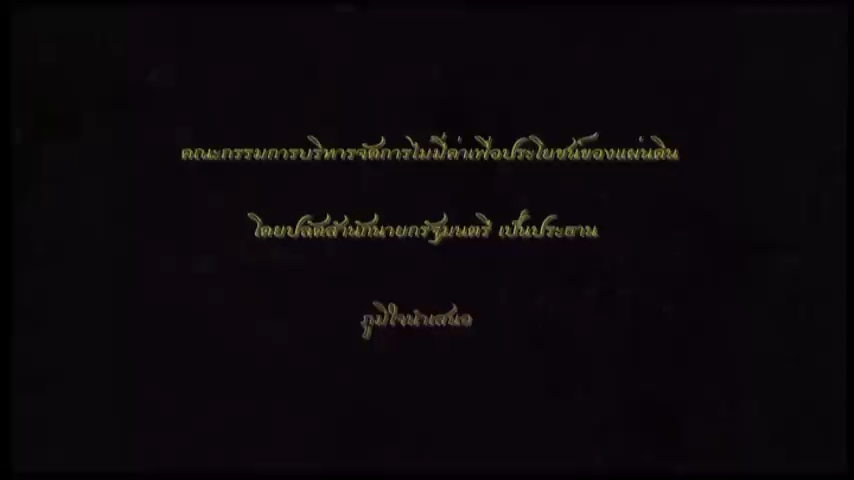 คณะกรรมการบริหารจัดการไม้มีค่าเพื่อประโยชน์ของแผ่นดิน
โดยปลัดสำนักนายกรัฐมนตรี เป็นประธาน
ภูมิใจนำเสนอ